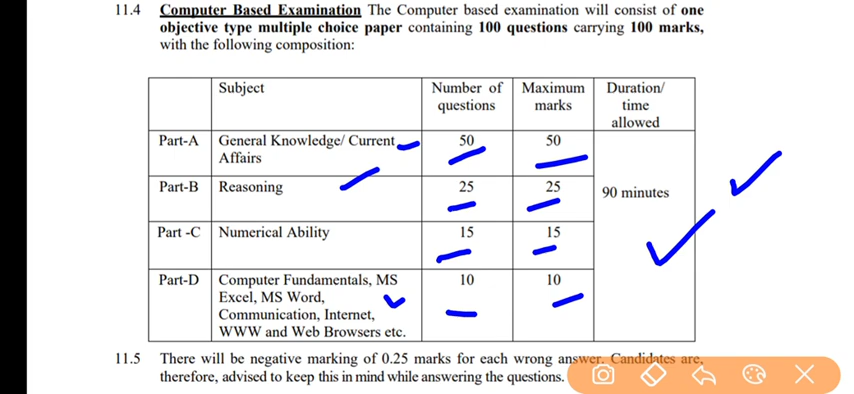 11.4 Computer Based Examination The Computer based examination will consist of one
objective type multiple choice paper containing 100 questions carrying 100 marks,
with the following composition:
Subject Number of questions Maximum marks Duration/ time allowed
Part-A General Knowledge/ Current Affairs 50 50
Part-B Reasoning 25 25 90 minutes
Part -C Numerical Ability 15 15
Part-D Computer Fundamentals, MS 10 10
Excel, MS Word,
Communication, Internet,
WWW and Web Browsers etc.
11.5 There will be negative marking of 0.25 marks for each wrong answer. Candidates are,
therefore, advised to keep this in mind while answering the questions.